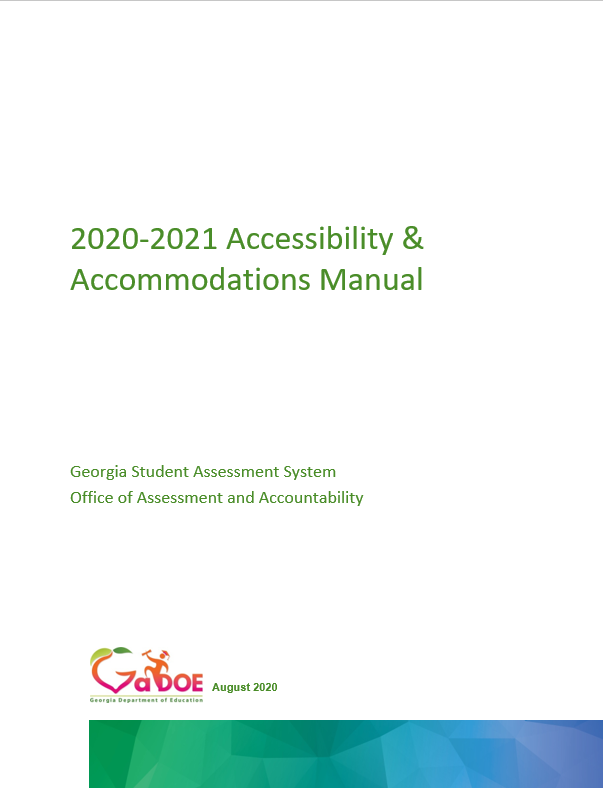 2020-2021 Accessibility &
Accommodations Manual
Georgia Student Assessment System
Office of Assessment and Accountability
GaDOE
Georgia Department of Education
August 2020